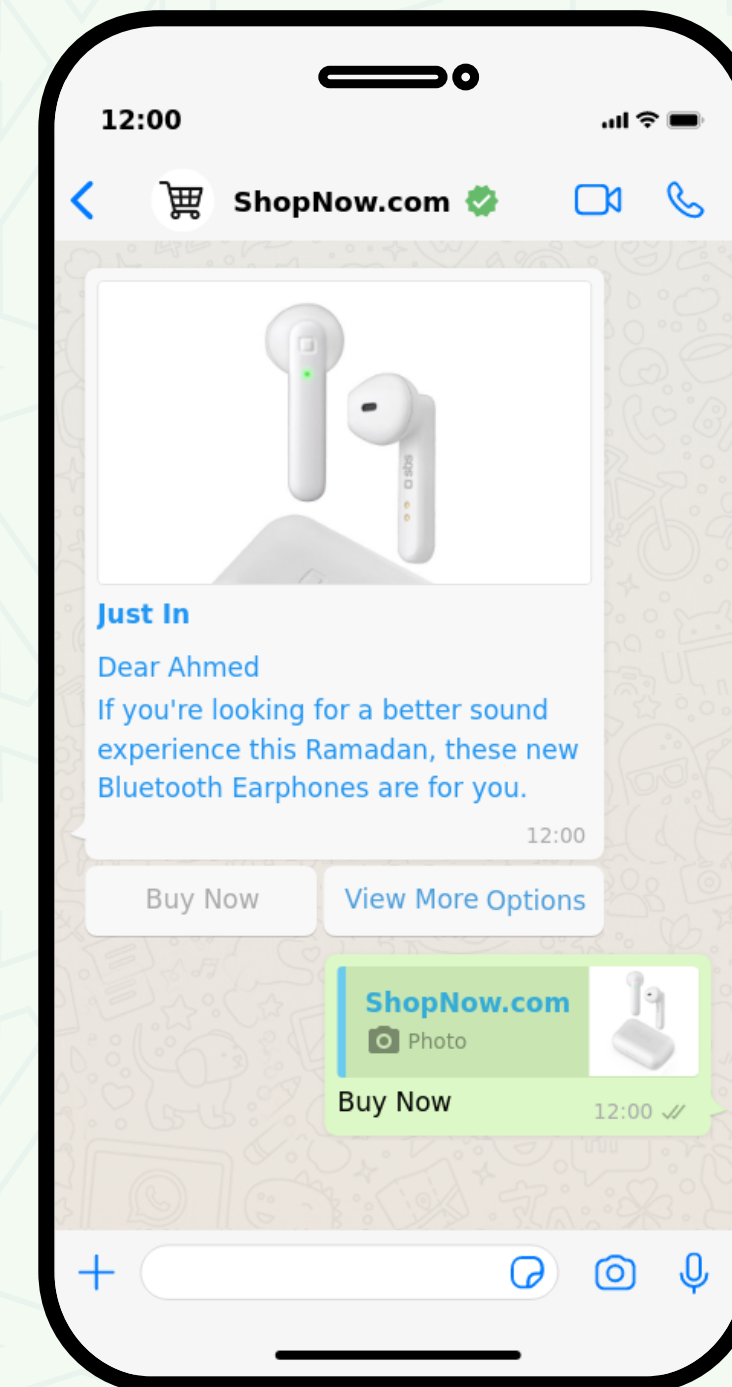 12:00
ShopNow.com
sbs
Just In
Dear Ahmed
If you're looking for a better sound
experience this Ramadan, these new
Bluetooth Earphones are for you.
12:00
Buy Now
View More Options
ShopNow.com
Photo
Buy Now
12:00